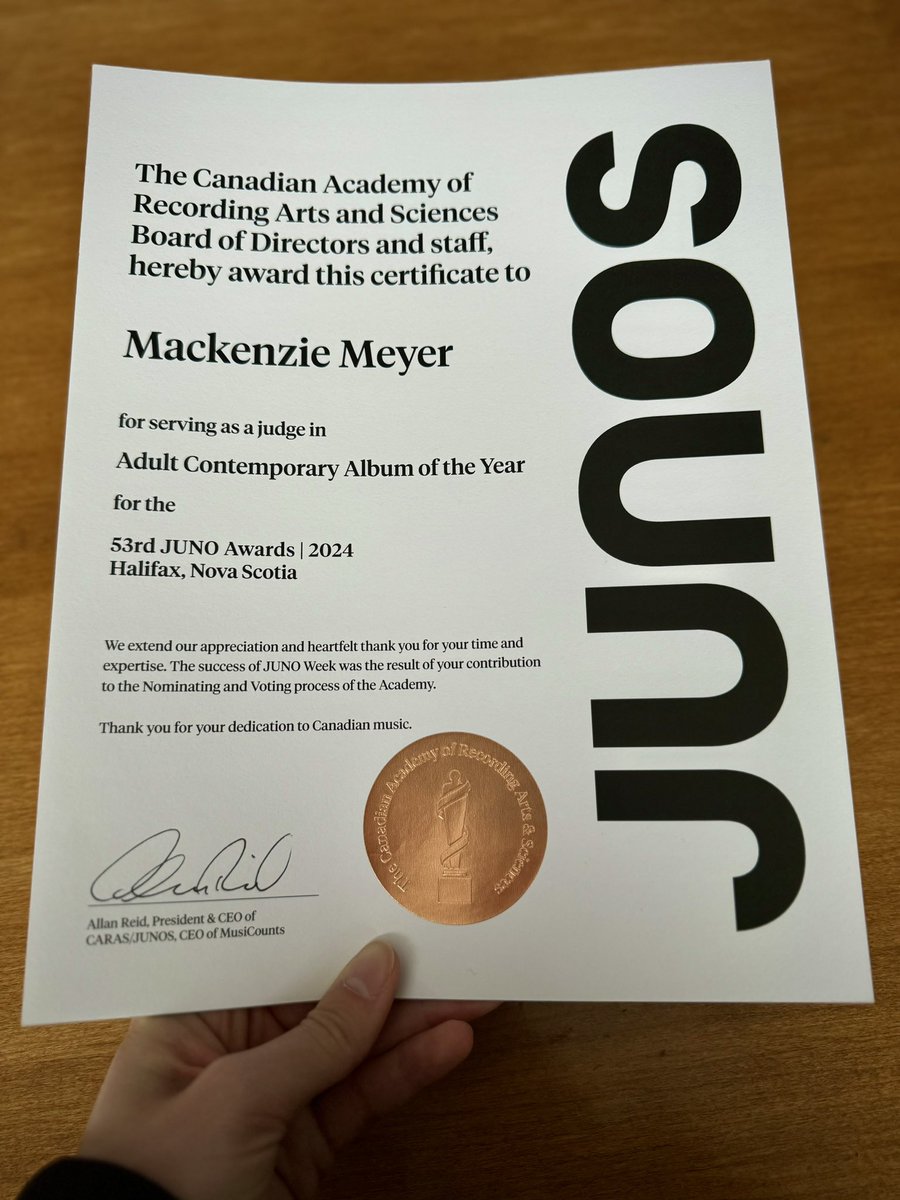 The Canadian Academy of
Recording Arts and Sciences
Board of Directors and staff,
hereby award this certificate to
Mackenzie Meyer
for serving as a judge in
Adult Contemporary Album of the Year
for the
53rd JUNO Awards | 2024
Halifax, Nova Scotia
We extend our appreciation and heartfelt thank you for your time and
expertise. The success of JUNO Week was the result of your contribution
to the Nominating and Voting process of the Academy.
Thank you for your dedication to Canadian music.
Allan Reid
Allan Reid, President & CEO of
CARAS/JUNOS, CEO of MusiCounts
The Canadian Academy of Recording Arts & Sciences
JUNOS